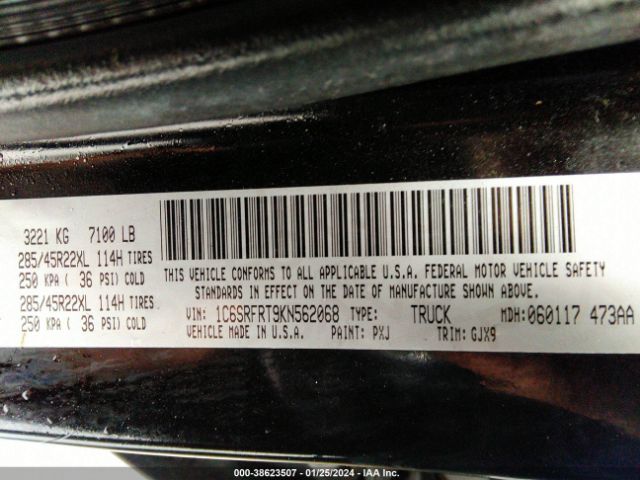 3221 KG 7100 LB
285/45R22XL 114H TIRES
250 KPA ( 36 PSI) COLD
285/45R22XL 114H TIRES
250 KPA ( 36 PSI) COLD
THIS VEHICLE CONFORMS TO ALL APPLICABLE U.S.A. FEDERAL MOTOR VEHICLE SAFETY
STANDARDS IN EFFECT ON THE DATE OF MANUFACTURE SHOWN ABOVE.
VIN: 1C6SRFRT9KN562068 TYPE: TRUCK MDH:060117 473AA
VEHICLE MADE IN U.S.A. PAINT: PXJ TRIM: GJX9
000-38623507 - 01/25/2024 - IAA Inc.